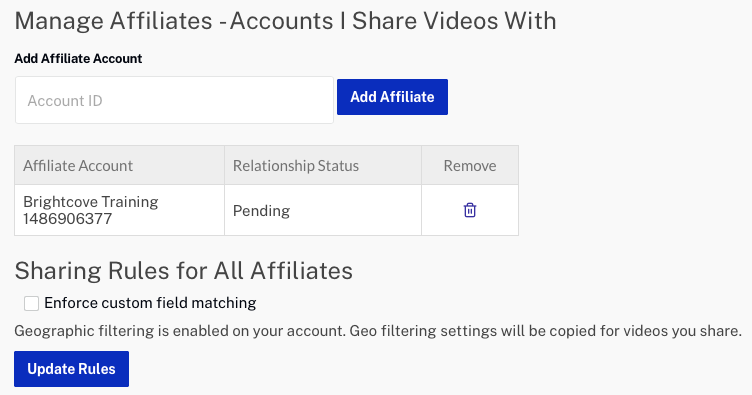 Manage Affiliates - Accounts I Share Videos With
Add Affiliate Account
Account ID
Add Affiliate
Affiliate Account
Relationship Status
Remove
Brightcove Training
1486906377
Pending
Sharing Rules for All Affiliates
Enforce custom field matching
Geographic filtering is enabled on your account. Geo filtering settings will be copied for videos you share.
Update Rules